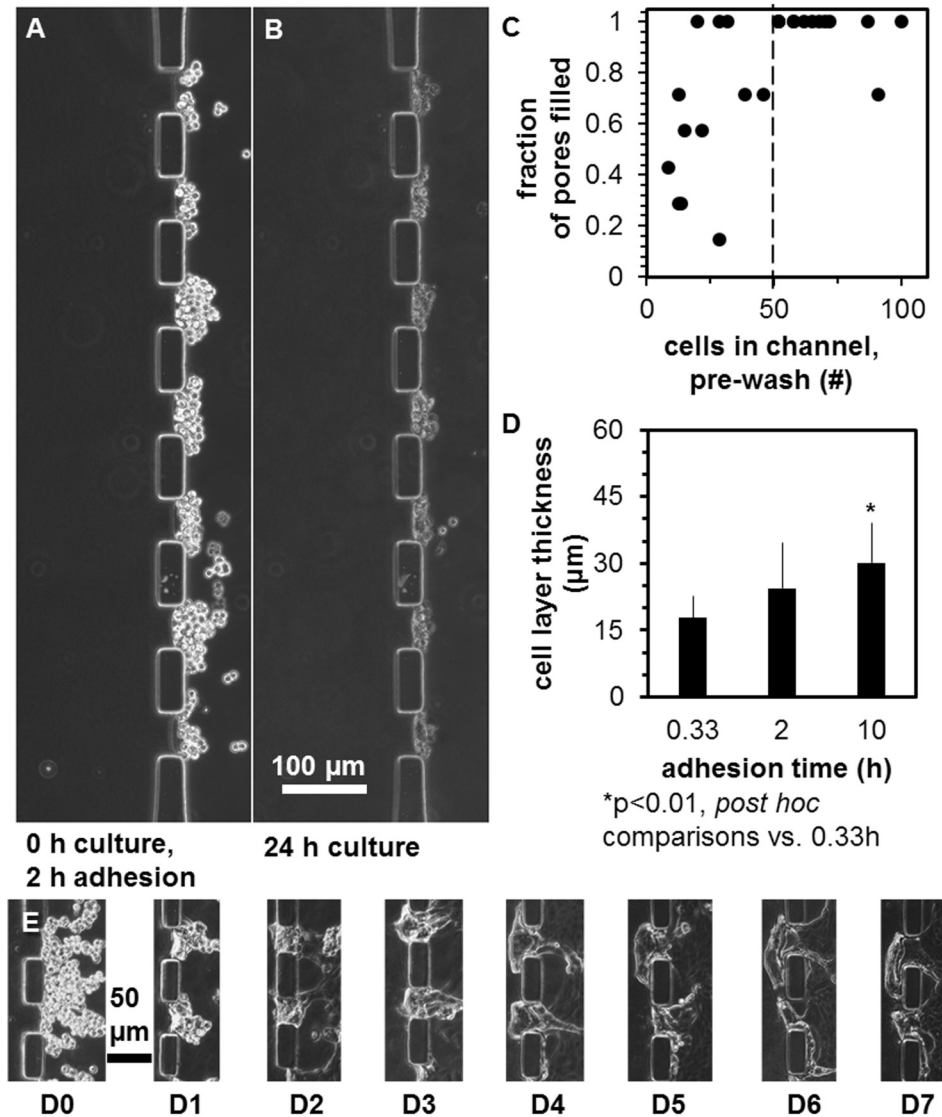 A
B
100 µm
0 h culture,
2 h adhesion
24 h culture
C
fraction
of pores filled
1
0.8
0.6
0.4
0.2
0
0
50
100
cells in channel,
pre-wash (#)
D
cell layer thickness
(µm)
60
45
30
15
0
*
0.33
2
10
adhesion time (h)
*p<0.01, post hoc
comparisons vs. 0.33h
E
50
µm
D0
D1
D2
D3
D4
D5
D6
D7